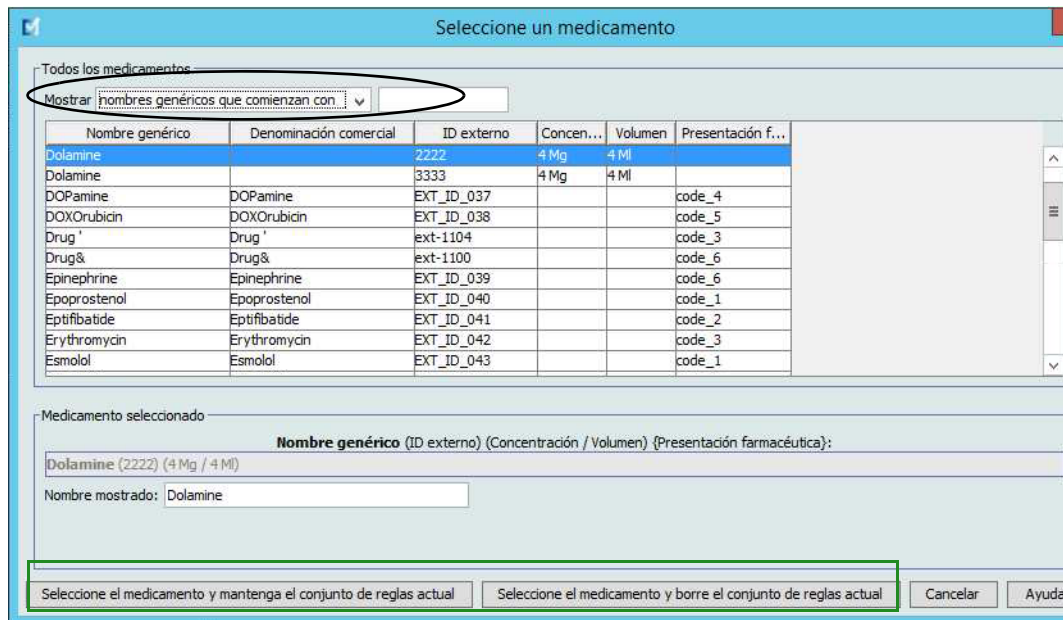 Seleccione un medicamento
Todos los medicamentos
Mostrar nombres genéricos que comienzan con
Nombre genérico Denominación comercial ID externo Concen... Volumen Presentación f...
Dolamine 2222 4 Mg 4 Ml
Dolamine 3333 4 Mg 4 Ml
DOPamine DOPamine EXT_ID_037 code_4
DOXOrubicin DOXOrubicin EXT_ID_038 code_5
Drug ' Drug ' ext-1104 code_3
Drug& Drug& ext-1100 code_6
Epinephrine Epinephrine EXT_ID_039 code_6
Epoprostenol Epoprostenol EXT_ID_040 code_1
Eptifibatide Eptifibatide EXT_ID_041 code_2
Erythromycin Erythromycin EXT_ID_042 code_3
Esmolol Esmolol EXT_ID_043 code_1
Medicamento seleccionado
Nombre genérico (ID externo) (Concentración / Volumen) {Presentación farmacéutica}:
Dolamine (2222) (4 Mg / 4 Ml)
Nombre mostrado: Dolamine
Seleccione el medicamento y mantenga el conjunto de reglas actual Seleccione el medicamento y borre el conjunto de reglas actual Cancelar Ayuda